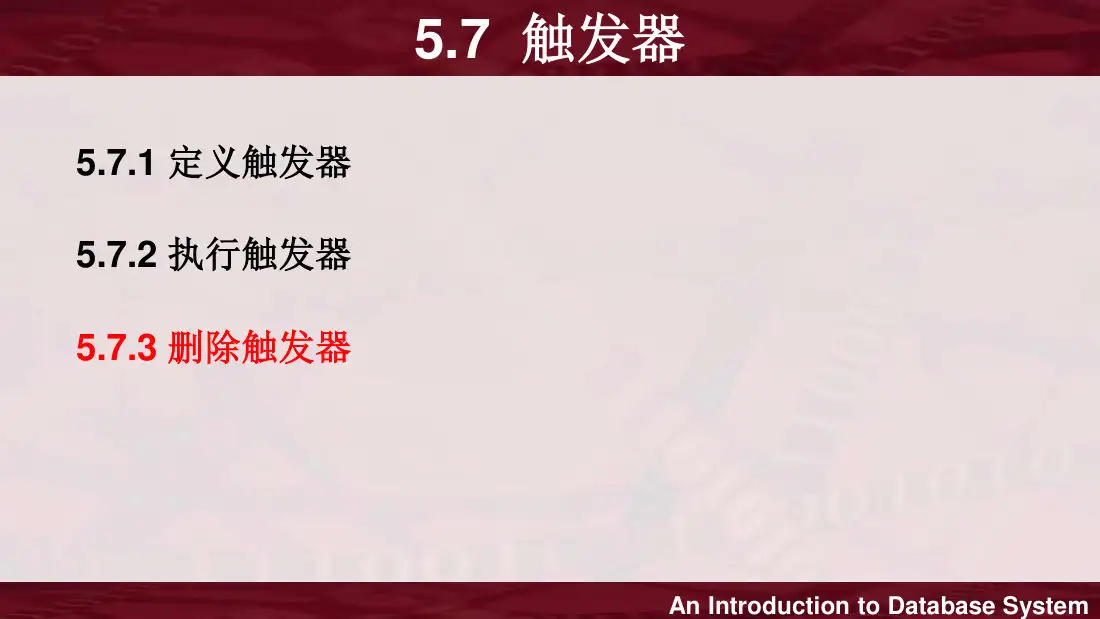 5.7 触发器
5.7.1 定义触发器
5.7.2 执行触发器
5.7.3 删除触发器
An Introduction to Database System